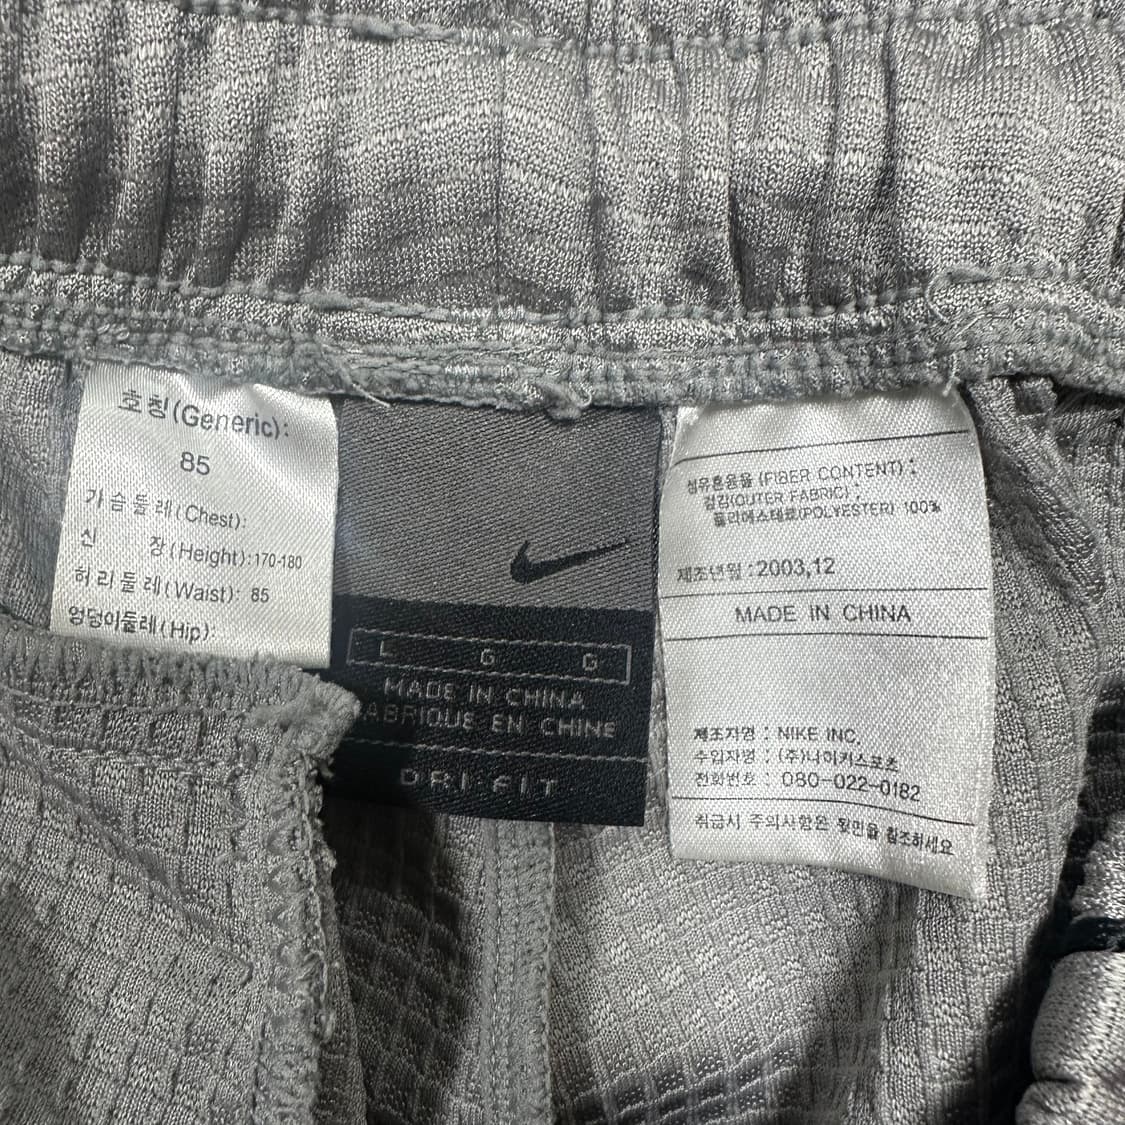 호칭(Generic):
85
가슴둘레(Chest):
신 장(Height):170-180
허리둘레(Waist): 85
엉덩이둘레(Hip):
L G G
MADE IN CHINA
FABRIQUE EN CHINE
DRI-FIT
섬유혼용율 (FIBER CONTENT) :
겉감(OUTER FABRIC) :
폴리에스테르(POLYESTER) 100%
제조년월 :2003,12
MADE IN CHINA
제조자명 : NIKE INC,
수입자명 : (주)나이키스포츠
전화번호 : 080-022-0182
취급시 주의사항은 뒷면을 참조하세요